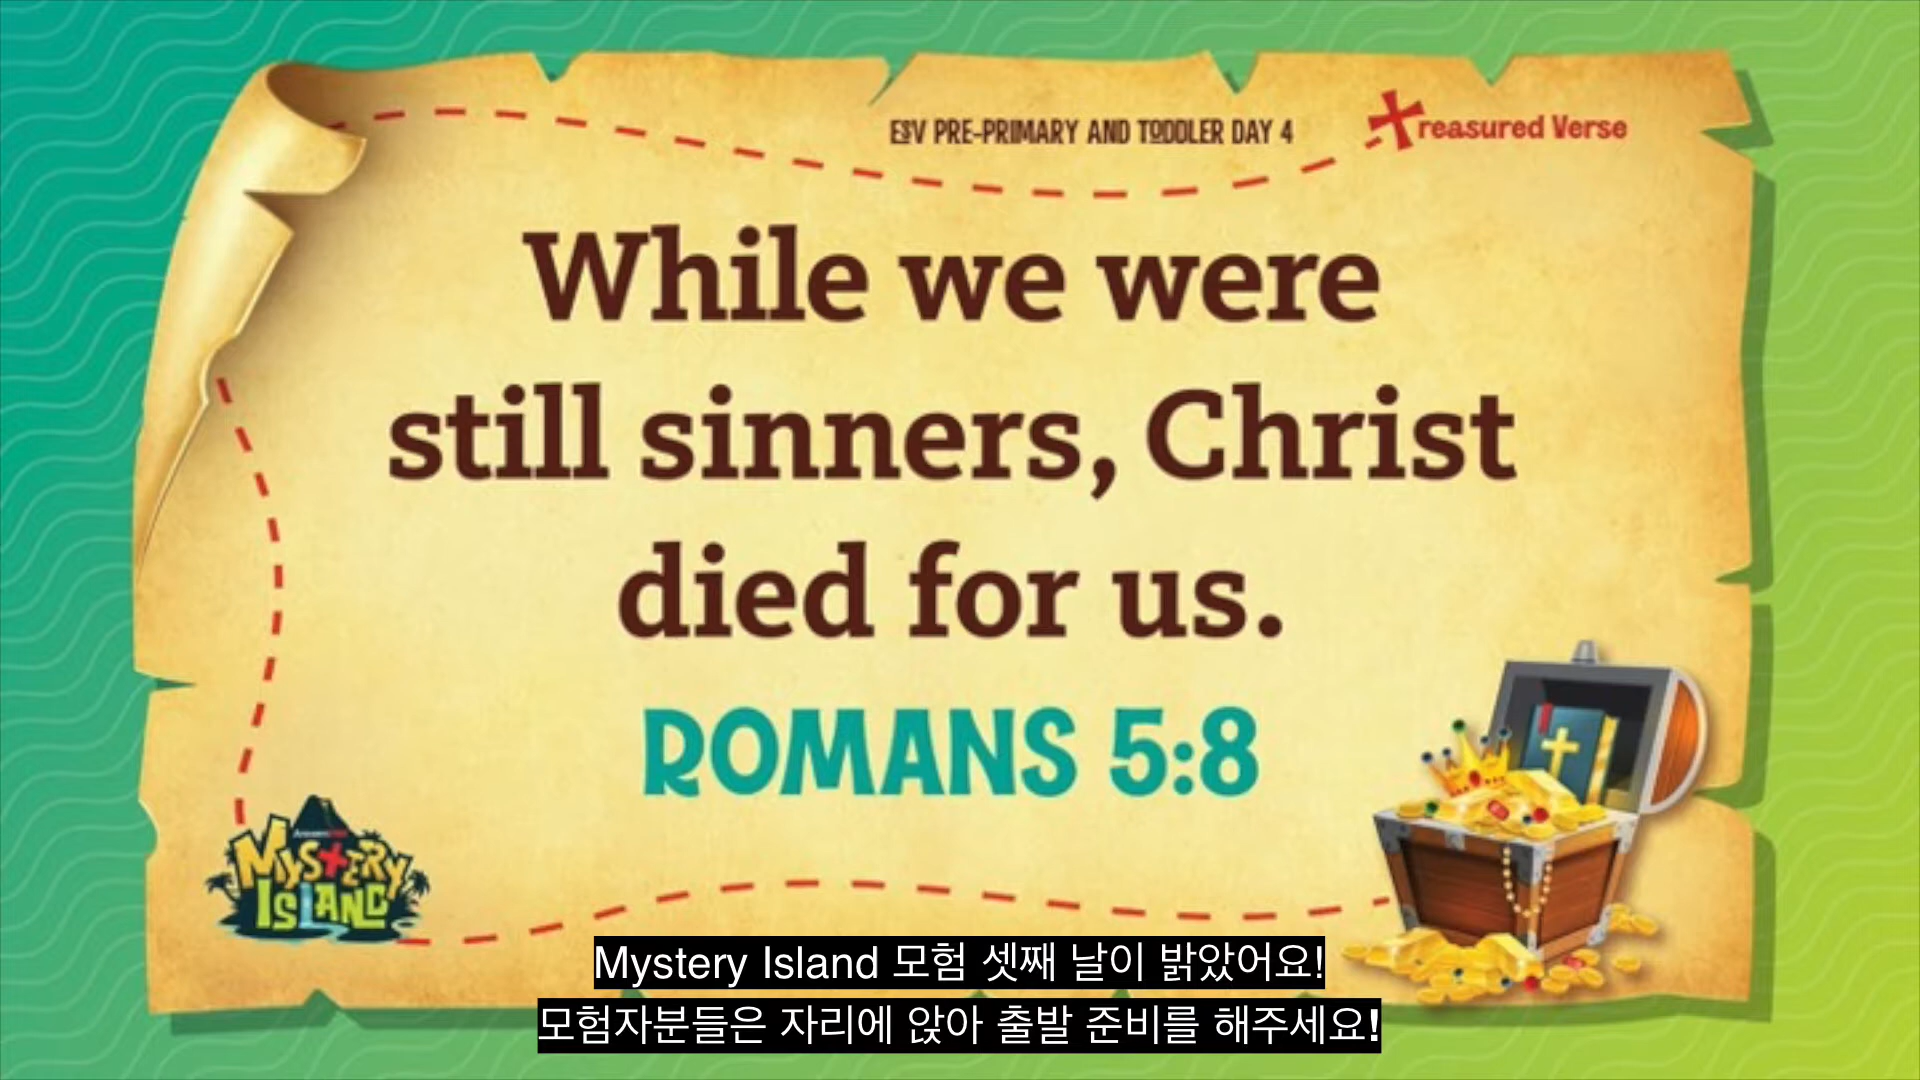 ESV PRE-PRIMARY AND TODDLER DAY 4
Treasured Verse
While we were
still sinners, Christ
died for us.
ROMANS 5:8
MYSTERY
ISLAND
Mystery Island 모험 셋째 날이 밝았어요!
모험자분들은 자리에 앉아 출발 준비를 해주세요!